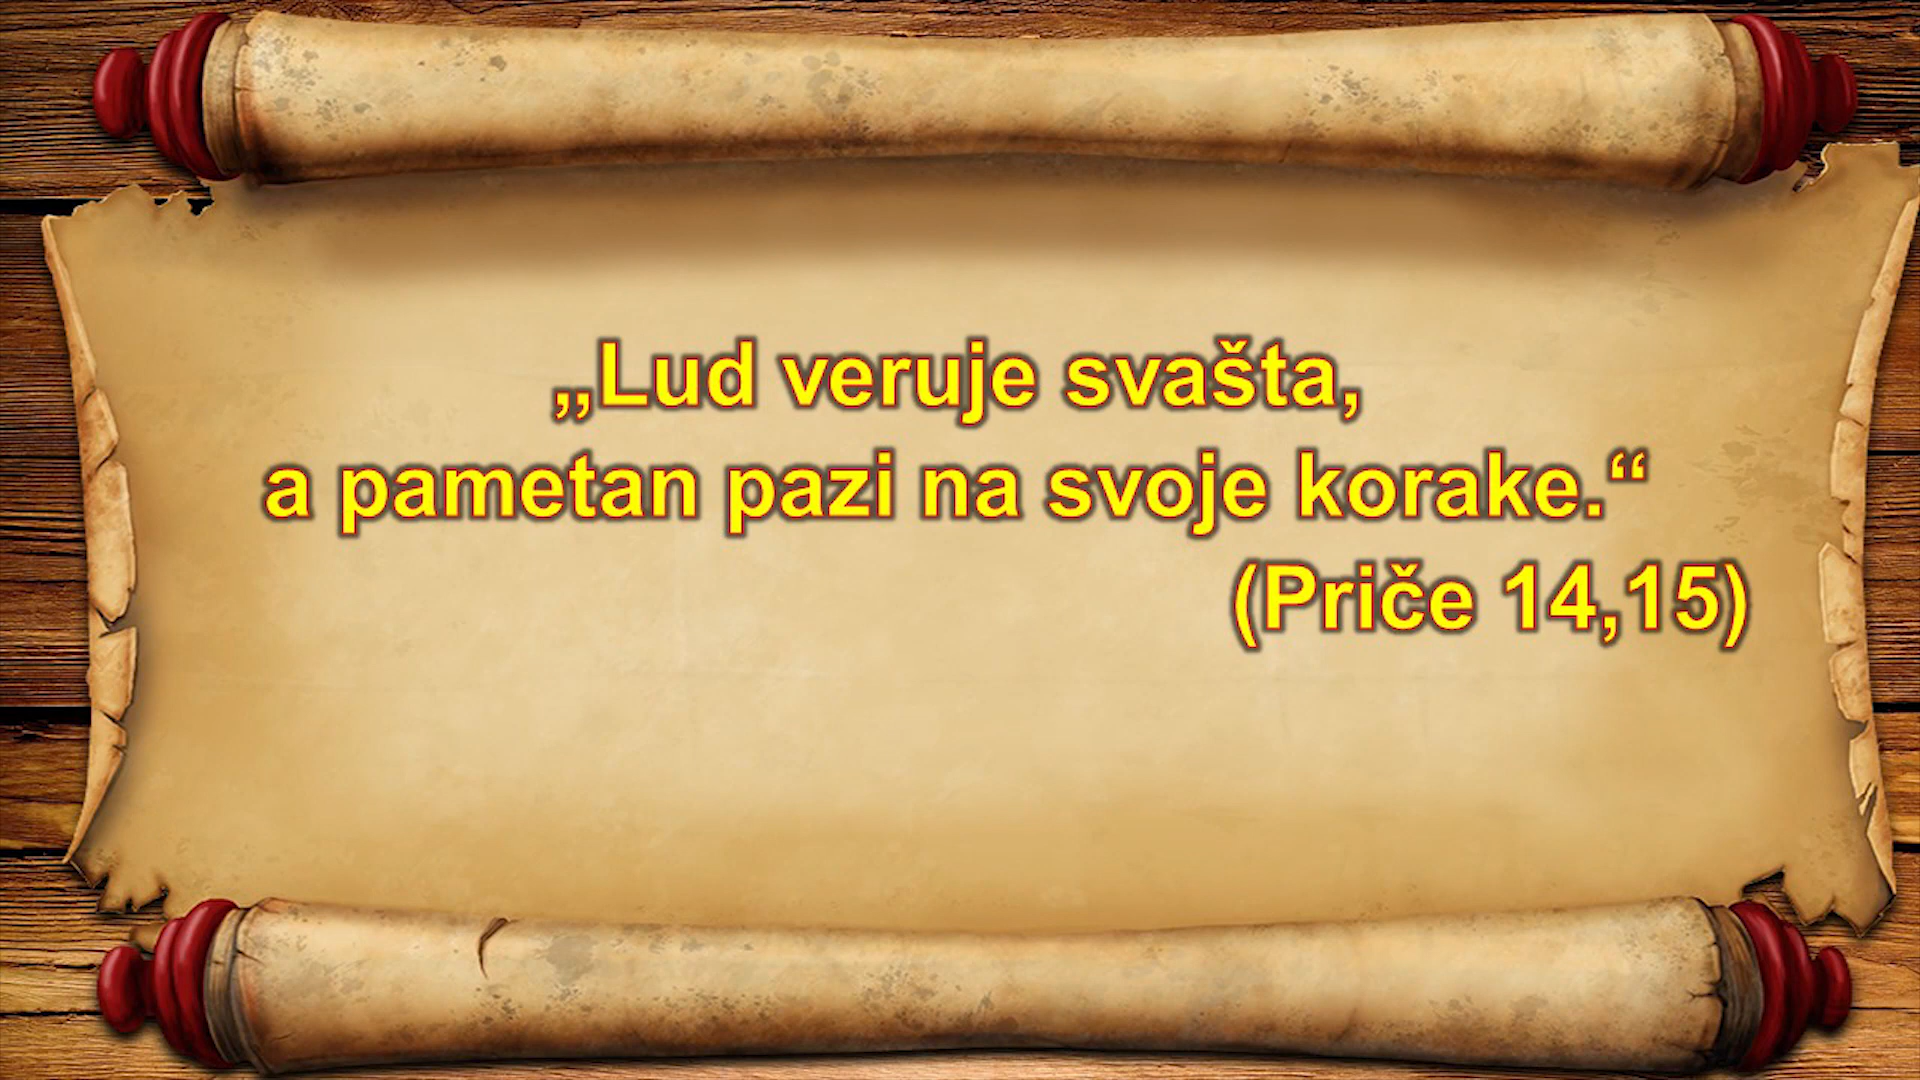 „Lud veruje svašta,
a pametan pazi na svoje korake.“
(Priče 14,15)